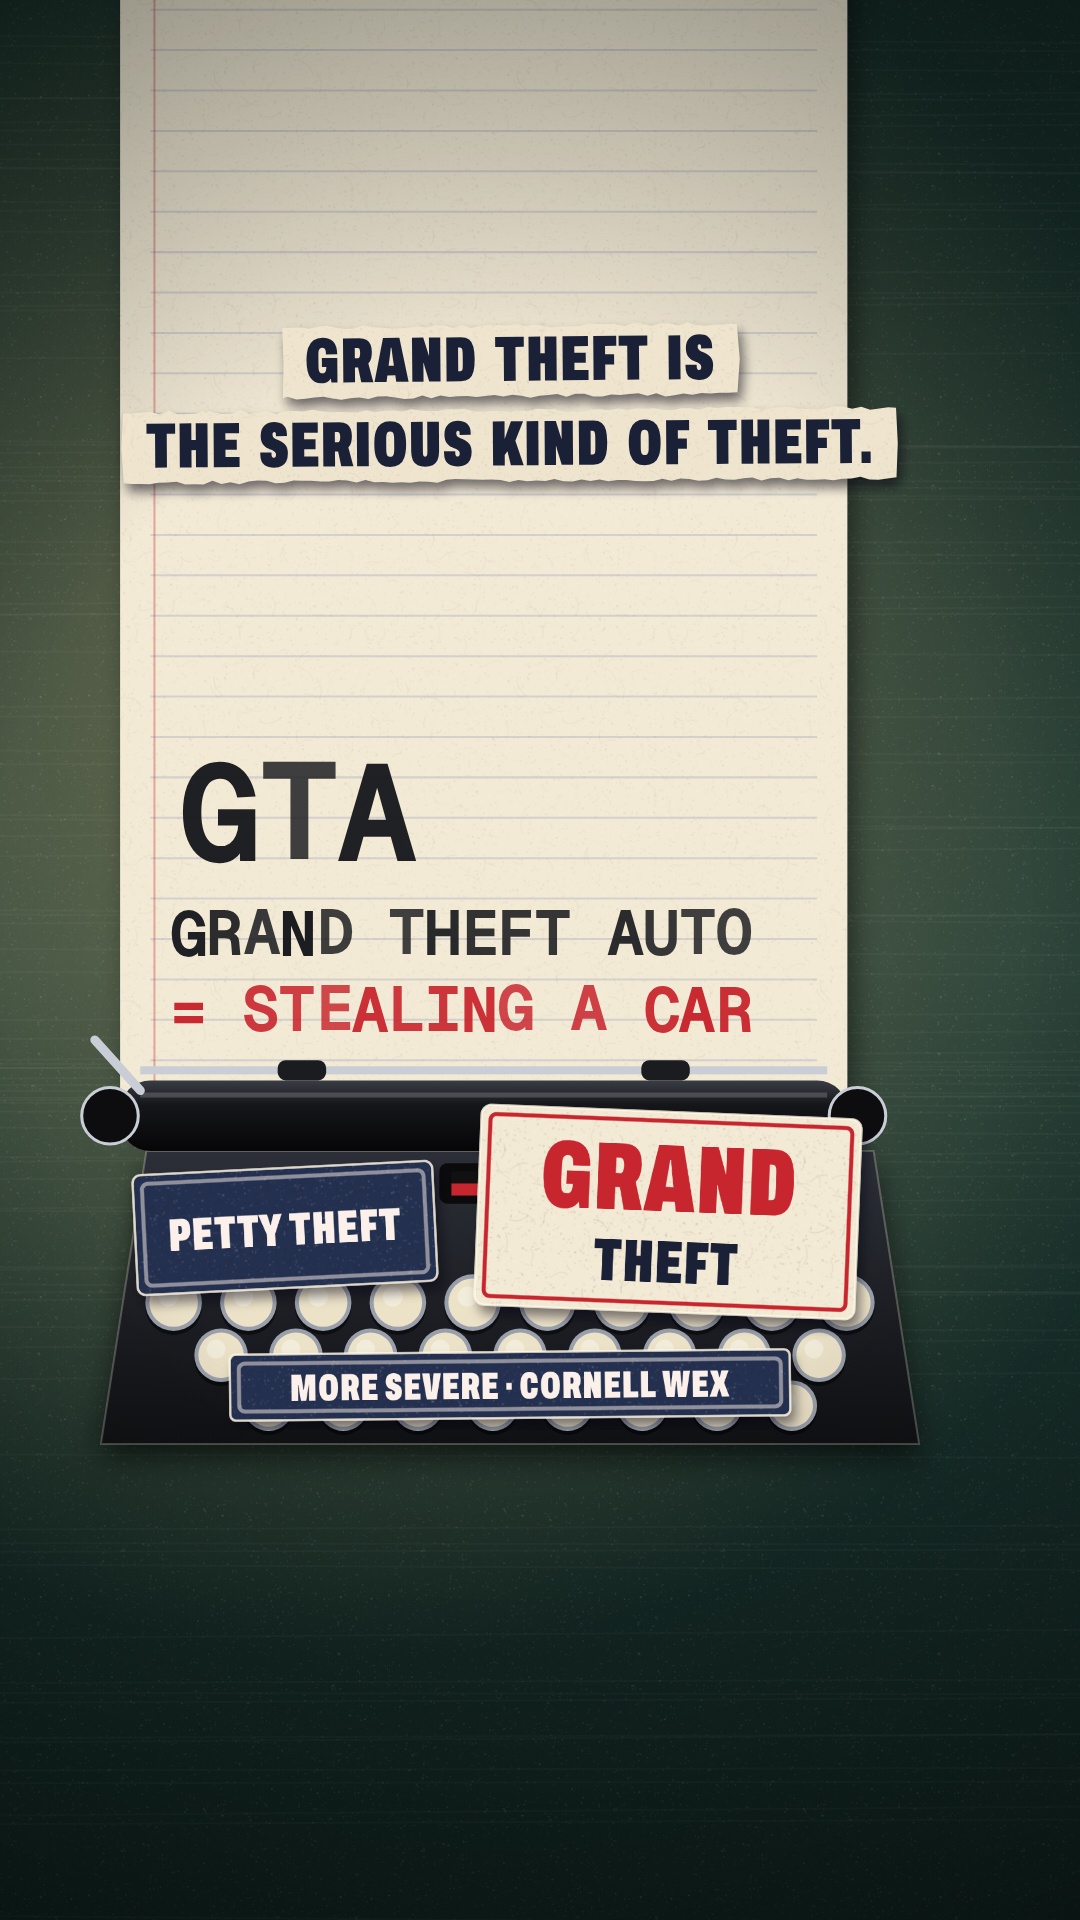 GRAND THEFT IS
THE SERIOUS KIND OF THEFT.
GTA
GRAND THEFT AUTO
= STEALING A CAR
PETTY THEFT
GRAND
THEFT
MORE SEVERE · CORNELL WEX